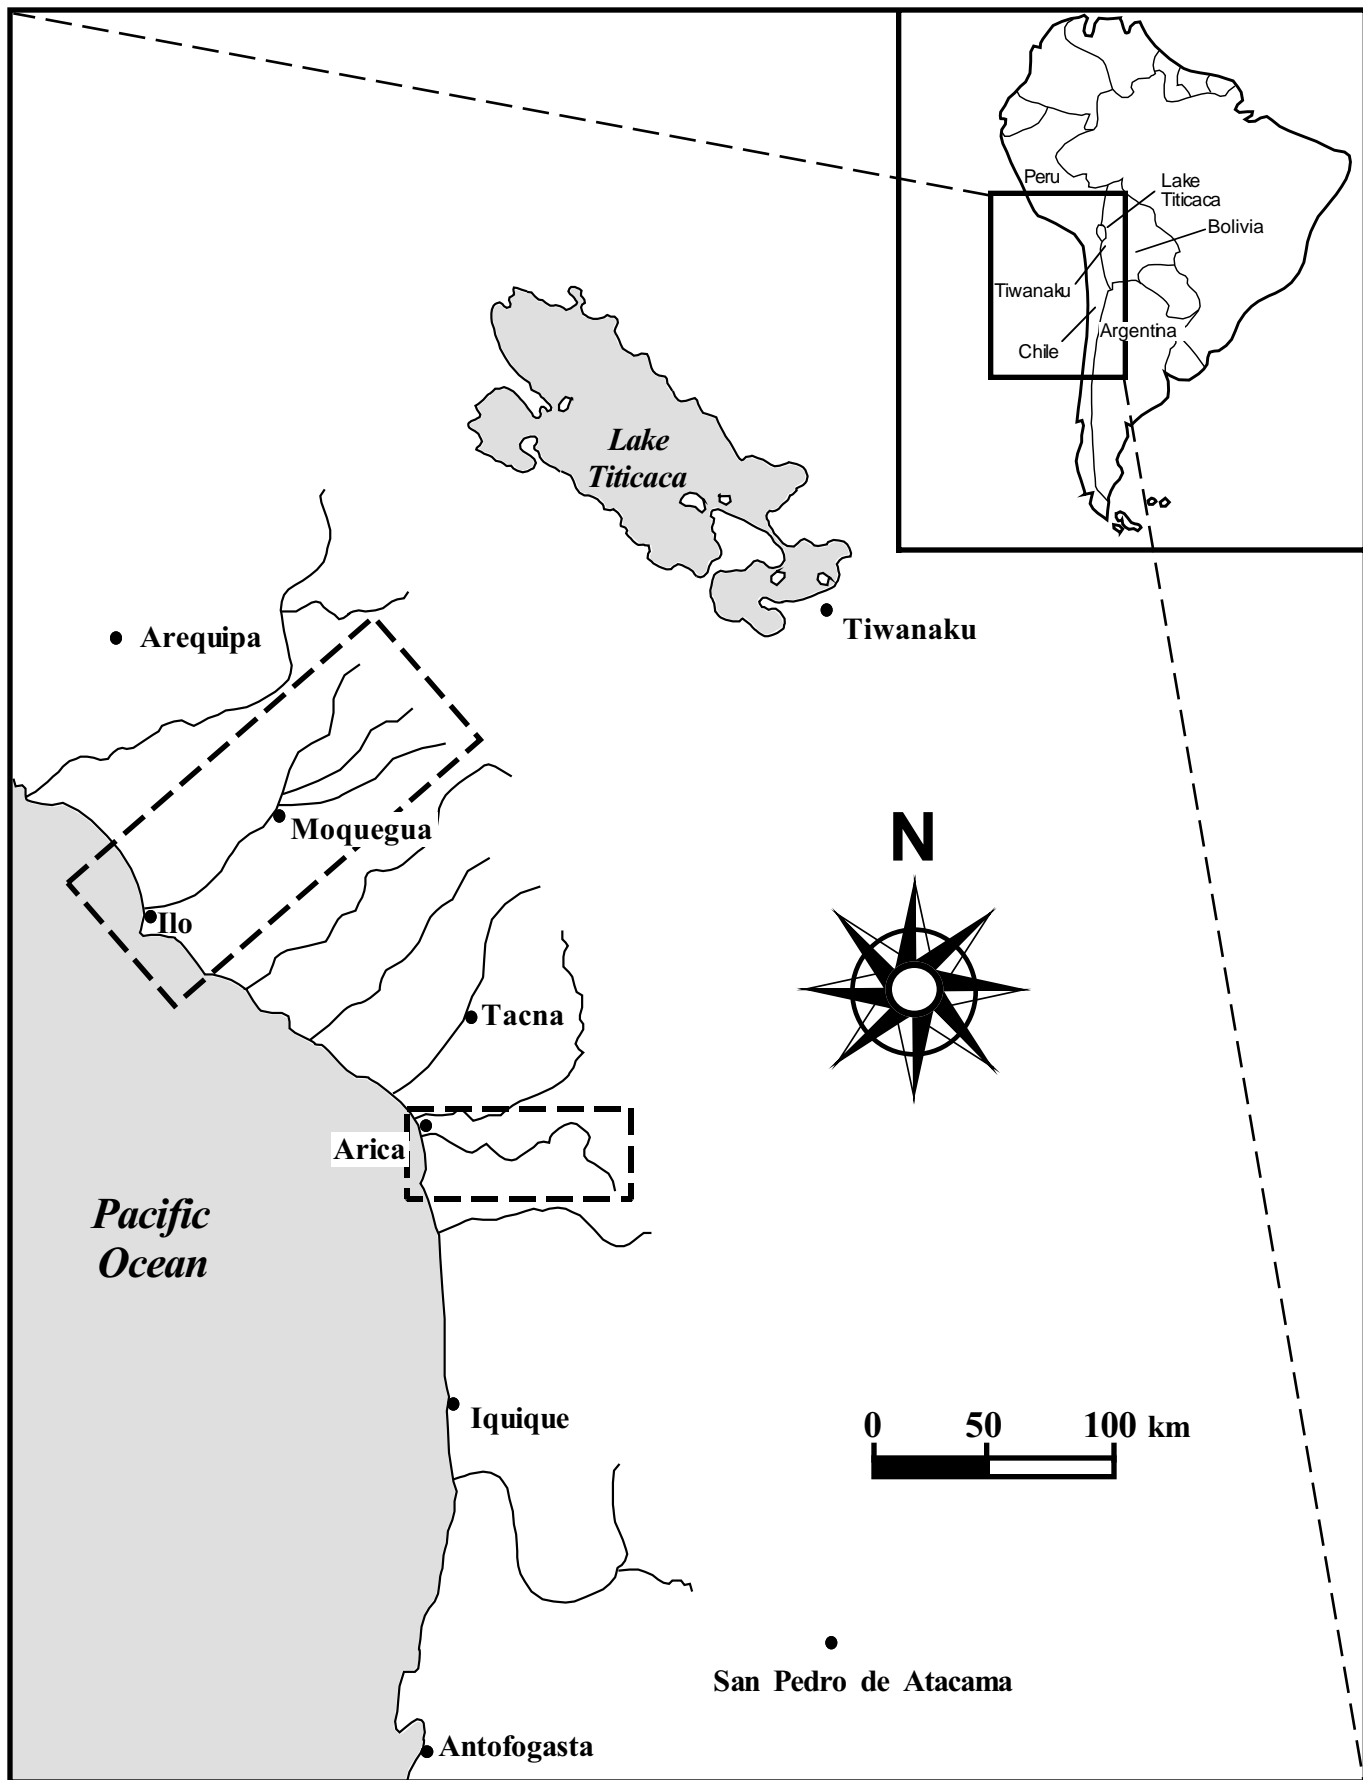 Peru
Lake
Titicaca
Bolivia
Tiwanaku
Argentina
Chile
Lake
Titicaca
Tiwanaku
Arequipa
Moquegua
Ilo
N
Tacna
Arica
Pacific
Ocean
Iquique
0 50 100 km
San Pedro de Atacama
Antofogasta